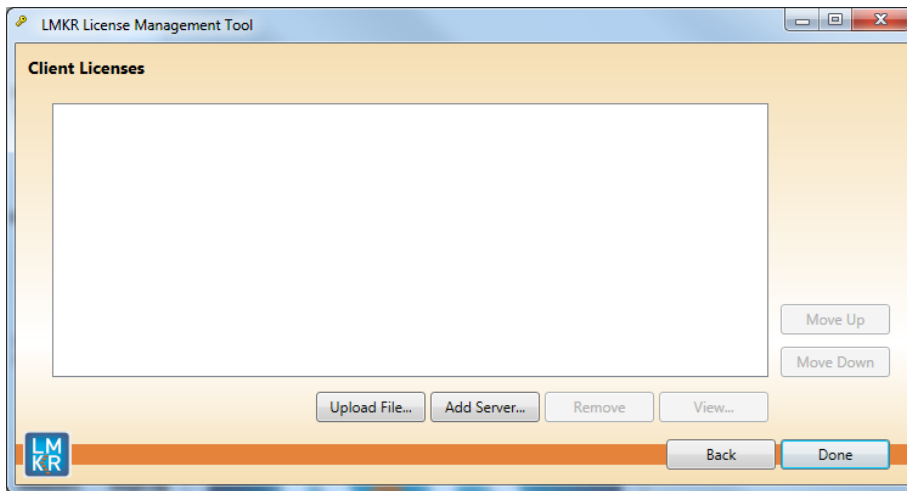 LMKR License Management Tool
Client Licenses
Move Up
Move Down
Upload File... Add Server... Remove View...
LM
KR
Back Done